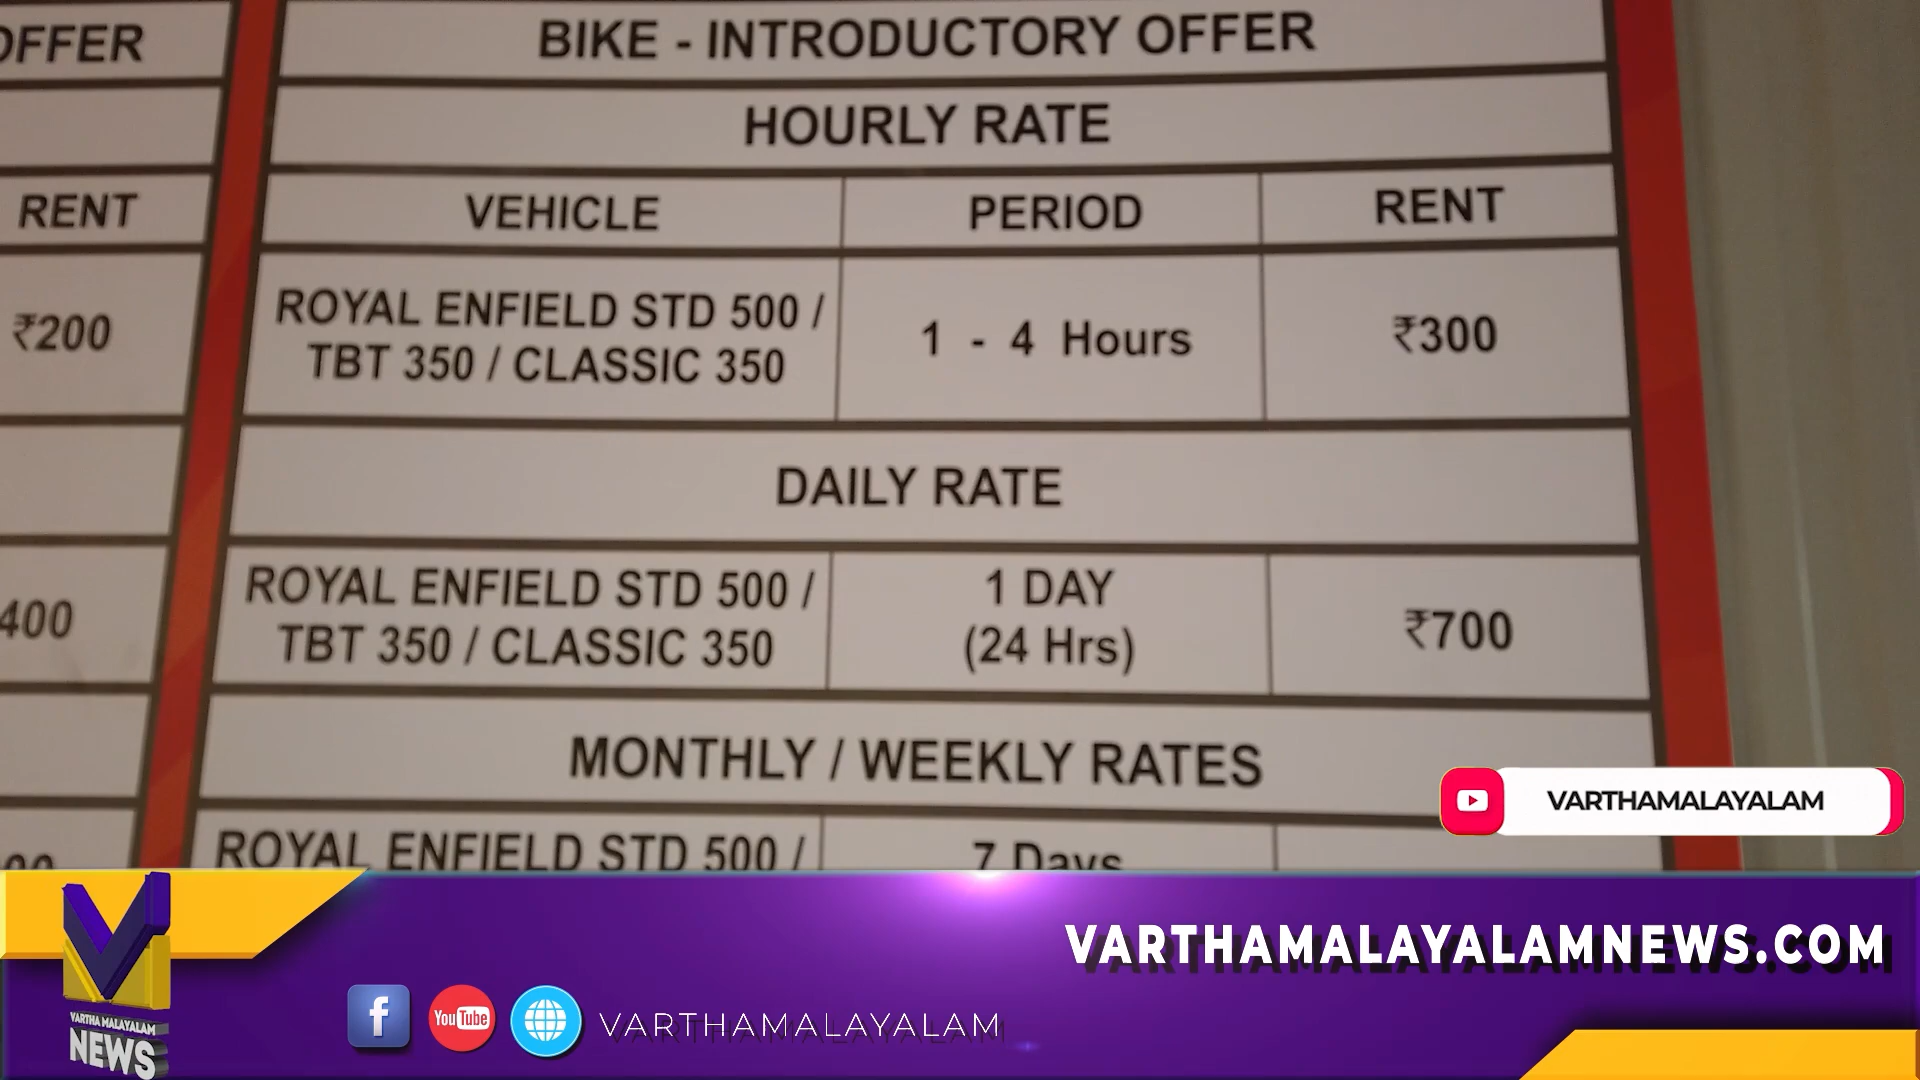 OFFER
RENT
₹200
400
BIKE - INTRODUCTORY OFFER
HOURLY RATE
VEHICLE PERIOD RENT
ROYAL ENFIELD STD 500 /
TBT 350 / CLASSIC 350
1 - 4 Hours
₹300
DAILY RATE
ROYAL ENFIELD STD 500 /
TBT 350 / CLASSIC 350
1 DAY
(24 Hrs)
₹700
MONTHLY / WEEKLY RATES
ROYAL ENFIELD STD 500 /
7 Days
VARTHAMALAYALAM
VARTHAMALAYALAMNEWS.COM
VARTHA MALAYALAM
NEWS
f
YouTube
VARTHAMALAYALAM